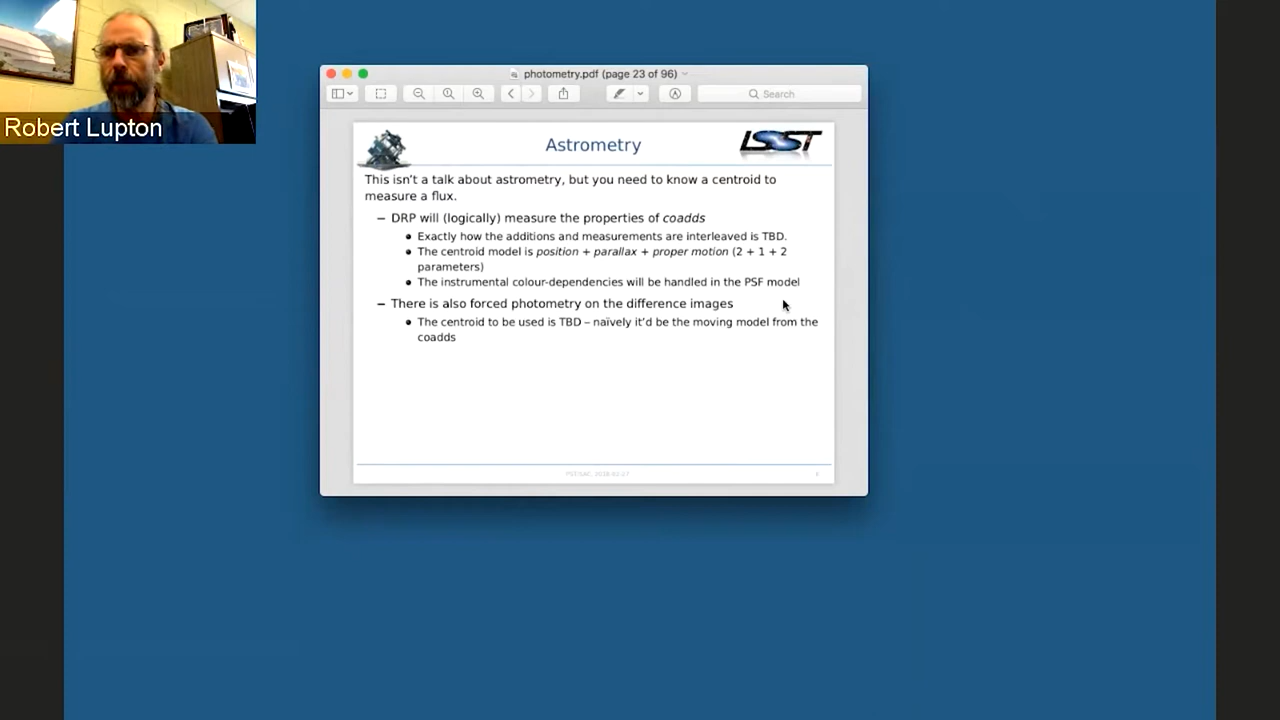 Robert Lupton
photometry.pdf (page 23 of 96)
Search
Astrometry
LSST
This isn't a talk about astrometry, but you need to know a centroid to
measure a flux.
– DRP will (logically) measure the properties of coadds
• Exactly how the additions and measurements are interleaved is TBD.
• The centroid model is position + parallax + proper motion (2 + 1 + 2
parameters)
• The instrumental colour-dependencies will be handled in the PSF model
– There is also forced photometry on the difference images
• The centroid to be used is TBD – naïvely it'd be the moving model from the
coadds